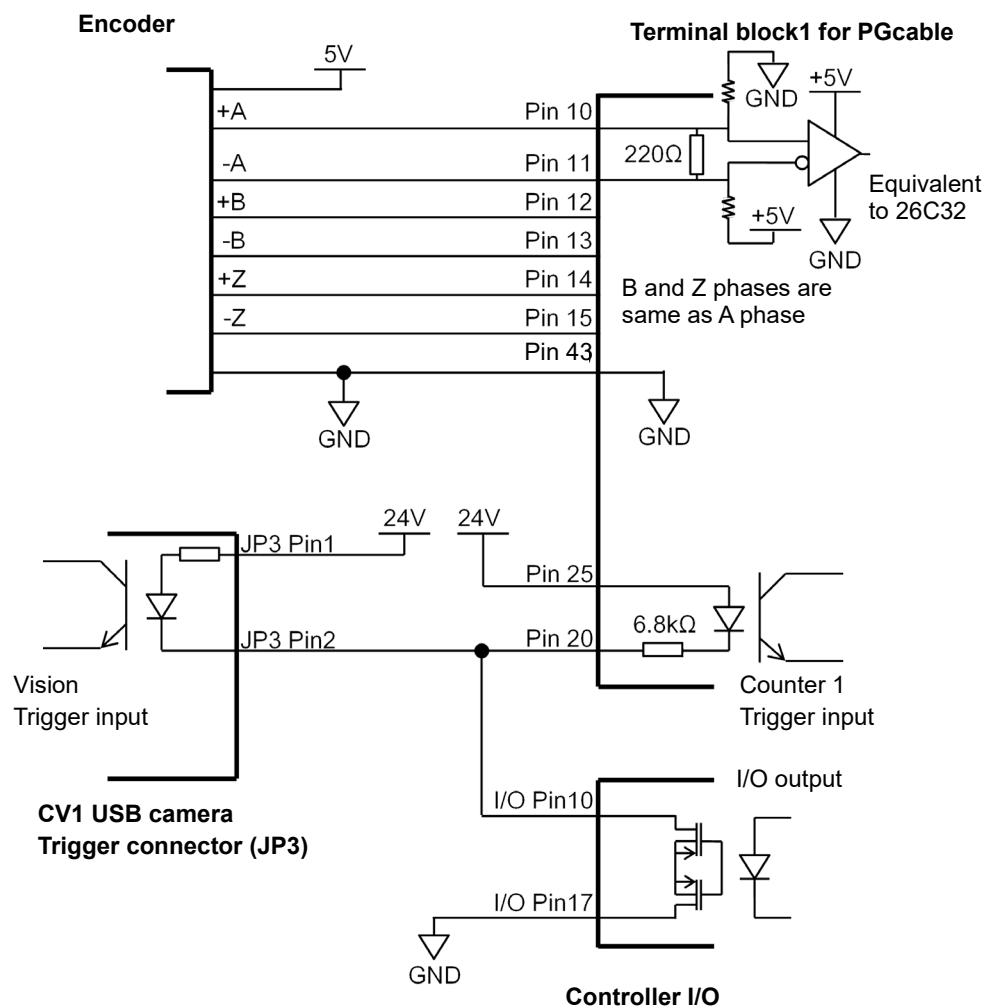 Encoder
Terminal block1 for PGcable
5V
GND
+5V
+A
Pin 10
-A
Pin 11
220Ω
+B
Pin 12
-B
Pin 13
+Z
Pin 14
-Z
Pin 15
Pin 43
+5V
GND
Equivalent
to 26C32
B and Z phases are
same as A phase
GND
GND
24V
24V
JP3 Pin1
Pin 25
JP3 Pin2
Pin 20
6.8kΩ
Vision
Trigger input
Counter 1
Trigger input
CV1 USB camera
Trigger connector (JP3)
I/O output
I/O Pin10
I/O Pin17
GND
Controller I/O